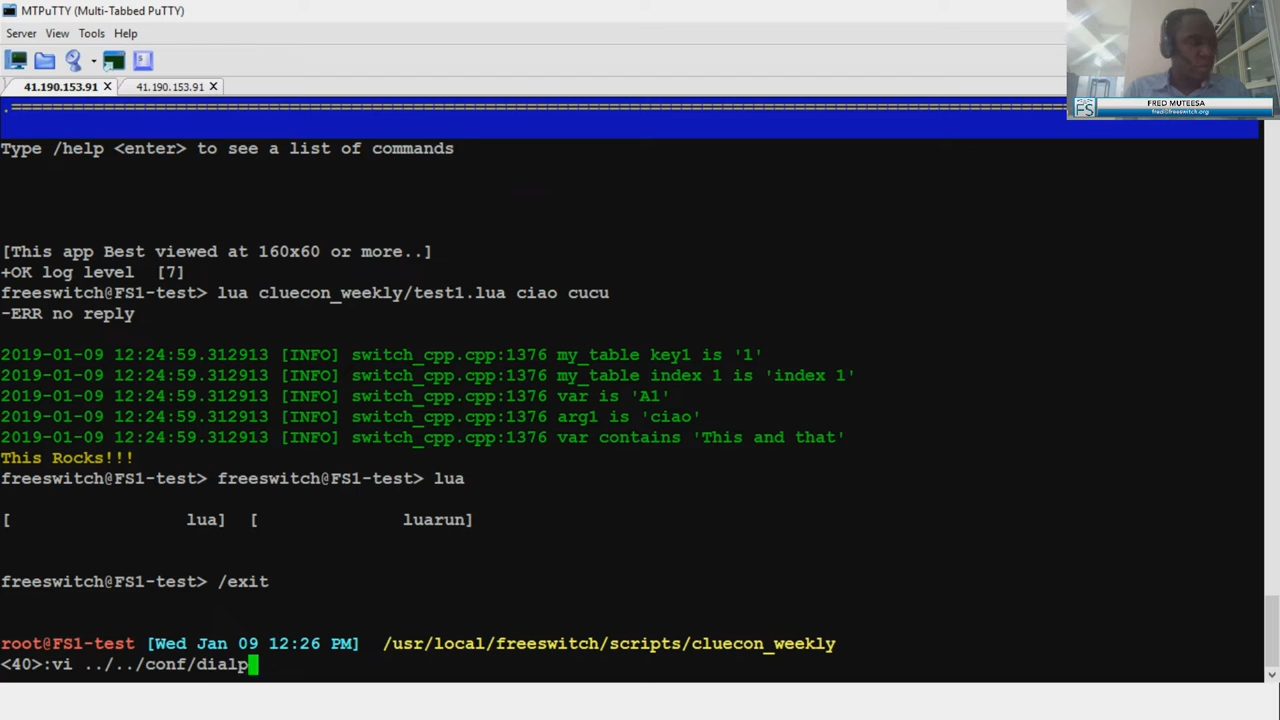 MTPuTTY (Multi-Tabbed PuTTY)
Server View Tools Help
41.190.153.91 41.190.153.91
FS FRED MUTEESA
fred@freeswitch.org
.=======================================================================================================================
Type /help <enter> to see a list of commands
[This app Best viewed at 160x60 or more..]
+OK log level [7]
freeswitch@FS1-test> lua cluecon_weekly/test1.lua ciao cucu
-ERR no reply
2019-01-09 12:24:59.312913 [INFO] switch_cpp.cpp:1376 my_table key1 is '1'
2019-01-09 12:24:59.312913 [INFO] switch_cpp.cpp:1376 my_table index 1 is 'index 1'
2019-01-09 12:24:59.312913 [INFO] switch_cpp.cpp:1376 var is 'A1'
2019-01-09 12:24:59.312913 [INFO] switch_cpp.cpp:1376 arg1 is 'ciao'
2019-01-09 12:24:59.312913 [INFO] switch_cpp.cpp:1376 var contains 'This and that'
This Rocks!!!
freeswitch@FS1-test> freeswitch@FS1-test> lua
[ lua] [ luarun]
freeswitch@FS1-test> /exit
root@FS1-test [Wed Jan 09 12:26 PM] /usr/local/freeswitch/scripts/cluecon_weekly
<40>:vi ../../conf/dialp